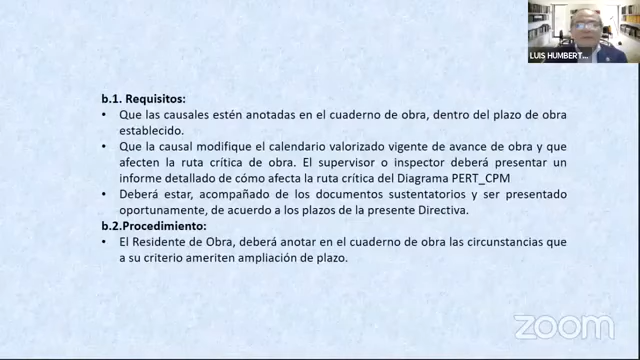 LUIS HUMBERT...
b.1. Requisitos:
• Que las causales estén anotadas en el cuaderno de obra, dentro del plazo de obra
establecido.
• Que la causal modifique el calendario valorizado vigente de avance de obra y que
afecten la ruta crítica de obra. El supervisor o inspector deberá presentar un
informe detallado de cómo afecta la ruta crítica del Diagrama PERT_CPM
• Deberá estar, acompañado de los documentos sustentatorios y ser presentado
oportunamente, de acuerdo a los plazos de la presente Directiva.
b.2.Procedimiento:
• El Residente de Obra, deberá anotar en el cuaderno de obra las circunstancias que
a su criterio ameriten ampliación de plazo.
zoom